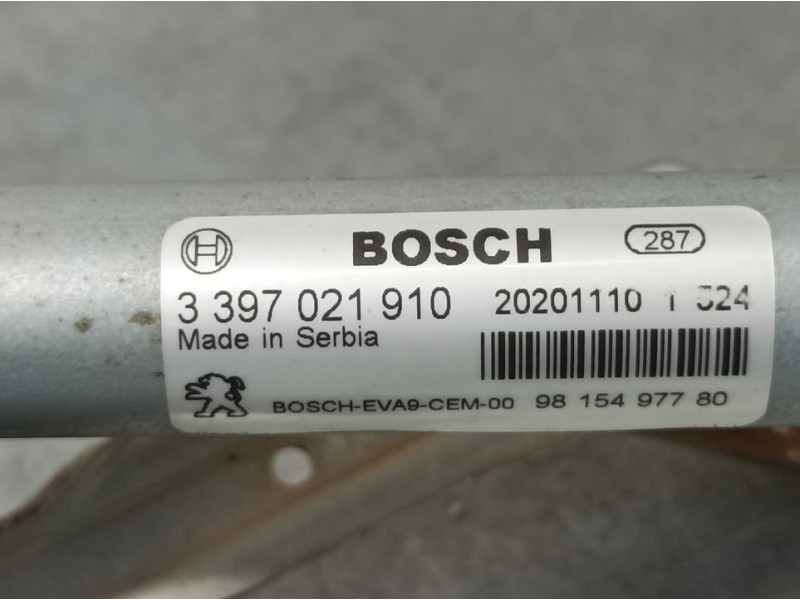 BOSCH 287
3 397 021 910 20201110
Made in Serbia
BOSCH-EVA9-CEM-00 98 154 977 80